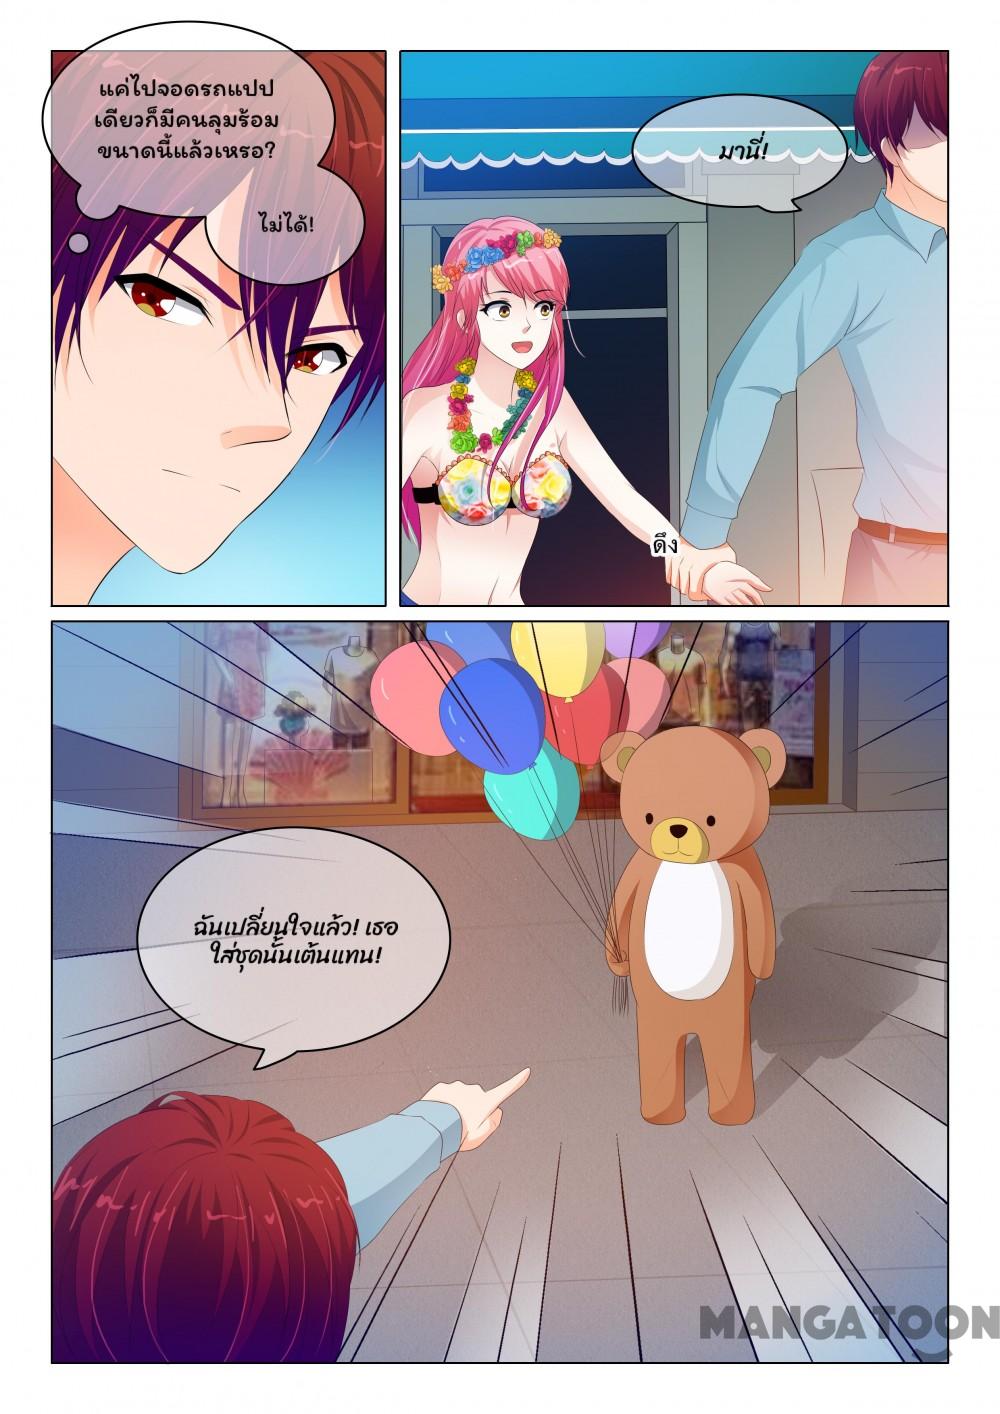 แค่ไปจอดรถแปป
เดียวก็มีคนลุมร้อม
ขนาดนี้แล้วเหรอ?
ไม่ได้!
มานี่!
ดึง
ฉันเปลี่ยนใจแล้ว! เธอ
ใส่ชุดนั้นเต้นแทน!
MANGATOON